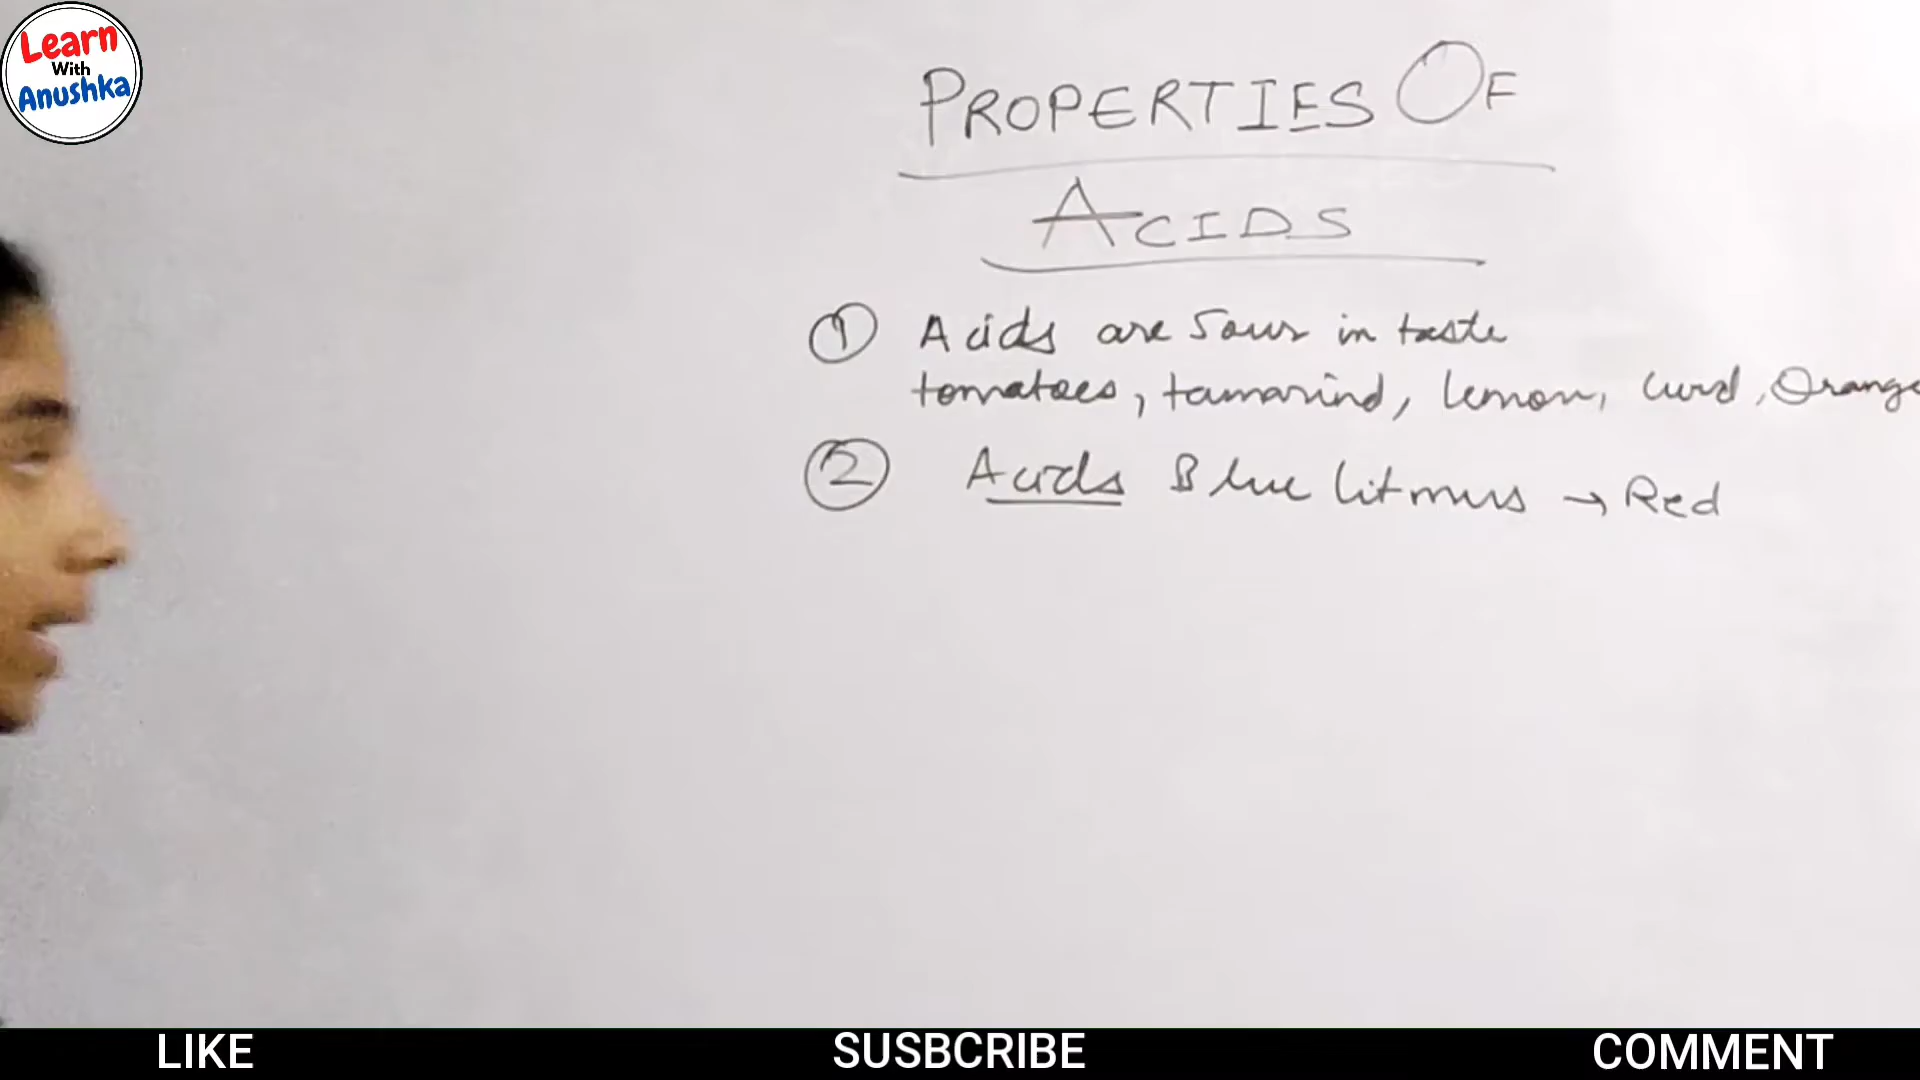 Learn
With
Anushka
PROPERTIES OF
ACIDS
1 Acids are Sour in taste
tomatoes, tamarind, lemon, Curd, Orange
2 Acids Blue litmus → Red
LIKE SUSBCRIBE COMMENT